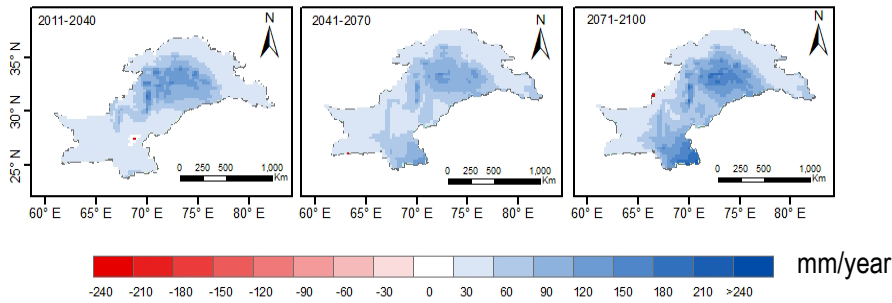 2011-2040
N
2041-2070
N
2071-2100
N
35° N
30° N
25° N
0 250 500 1,000
Km
0 250 500 1,000
Km
0 250 500 1,000
Km
60° E 65° E 70° E 75° E 80° E
60° E 65° E 70° E 75° E 80° E
60° E 65° E 70° E 75° E 80° E
mm/year
-240 -210 -180 -150 -120 -90 -60 -30 0 30 60 90 120 150 180 210 >240